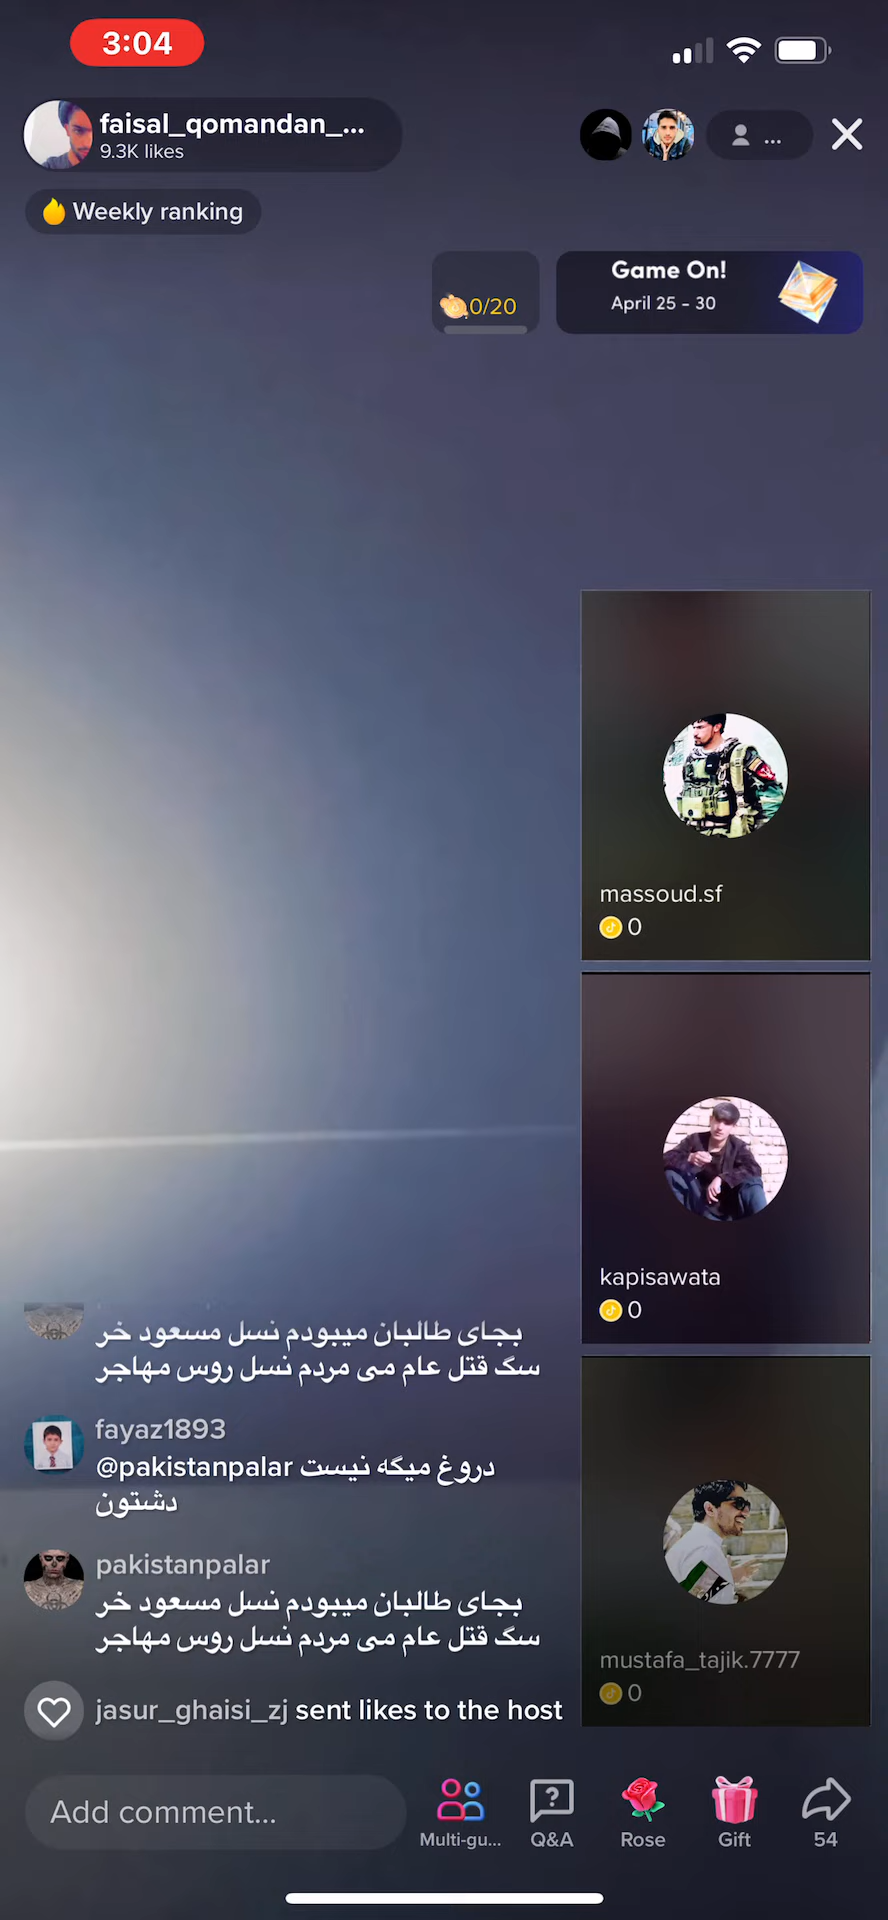 3:04
faisal_qomandan_...
9.3K likes
...
Weekly ranking
0/20
Game On!
April 25 - 30
massoud.sf
0
kapisawata
0
mustafa_tajik.7777
0
بجای طالبان میبودم نسل مسعود خر
سگ قتل عام می مردم نسل روس مهاجر
fayaz1893
@pakistanpalar دروغ میگه نیست
دشتون
pakistanpalar
بجای طالبان میبودم نسل مسعود خر
سگ قتل عام می مردم نسل روس مهاجر
jasur_ghaisi_zj sent likes to the host
Add comment...
Multi-gu...
Q&A
Rose
Gift
54